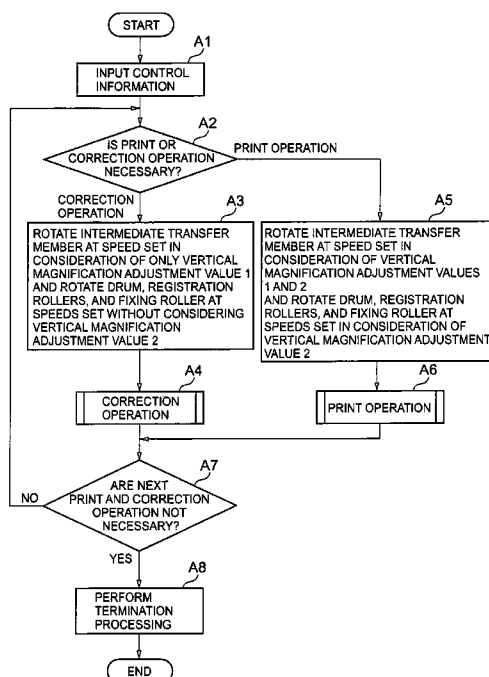 START
A1
INPUT CONTROL
INFORMATION
A2
IS PRINT OR
CORRECTION OPERATION
NECESSARY?
PRINT OPERATION
CORRECTION
OPERATION
A3
ROTATE INTERMEDIATE TRANSFER
MEMBER AT SPEED SET IN
CONSIDERATION OF ONLY VERTICAL
MAGNIFICATION ADJUSTMENT VALUE 1
AND ROTATE DRUM, REGISTRATION
ROLLERS, AND FIXING ROLLER AT
SPEEDS SET WITHOUT CONSIDERING
VERTICAL MAGNIFICATION
ADJUSTMENT VALUE 2
A5
ROTATE INTERMEDIATE TRANSFER
MEMBER AT SPEED SET IN
CONSIDERATION OF VERTICAL
MAGNIFICATION ADJUSTMENT VALUES
1 AND 2
AND ROTATE DRUM, REGISTRATION
ROLLERS, AND FIXING ROLLER AT
SPEEDS SET IN CONSIDERATION OF
VERTICAL MAGNIFICATION ADJUSTMENT
VALUE 2
A4
CORRECTION
OPERATION
A6
PRINT OPERATION
A7
ARE NEXT
PRINT AND CORRECTION
OPERATION NOT
NECESSARY?
NO
YES
A8
PERFORM
TERMINATION
PROCESSING
END